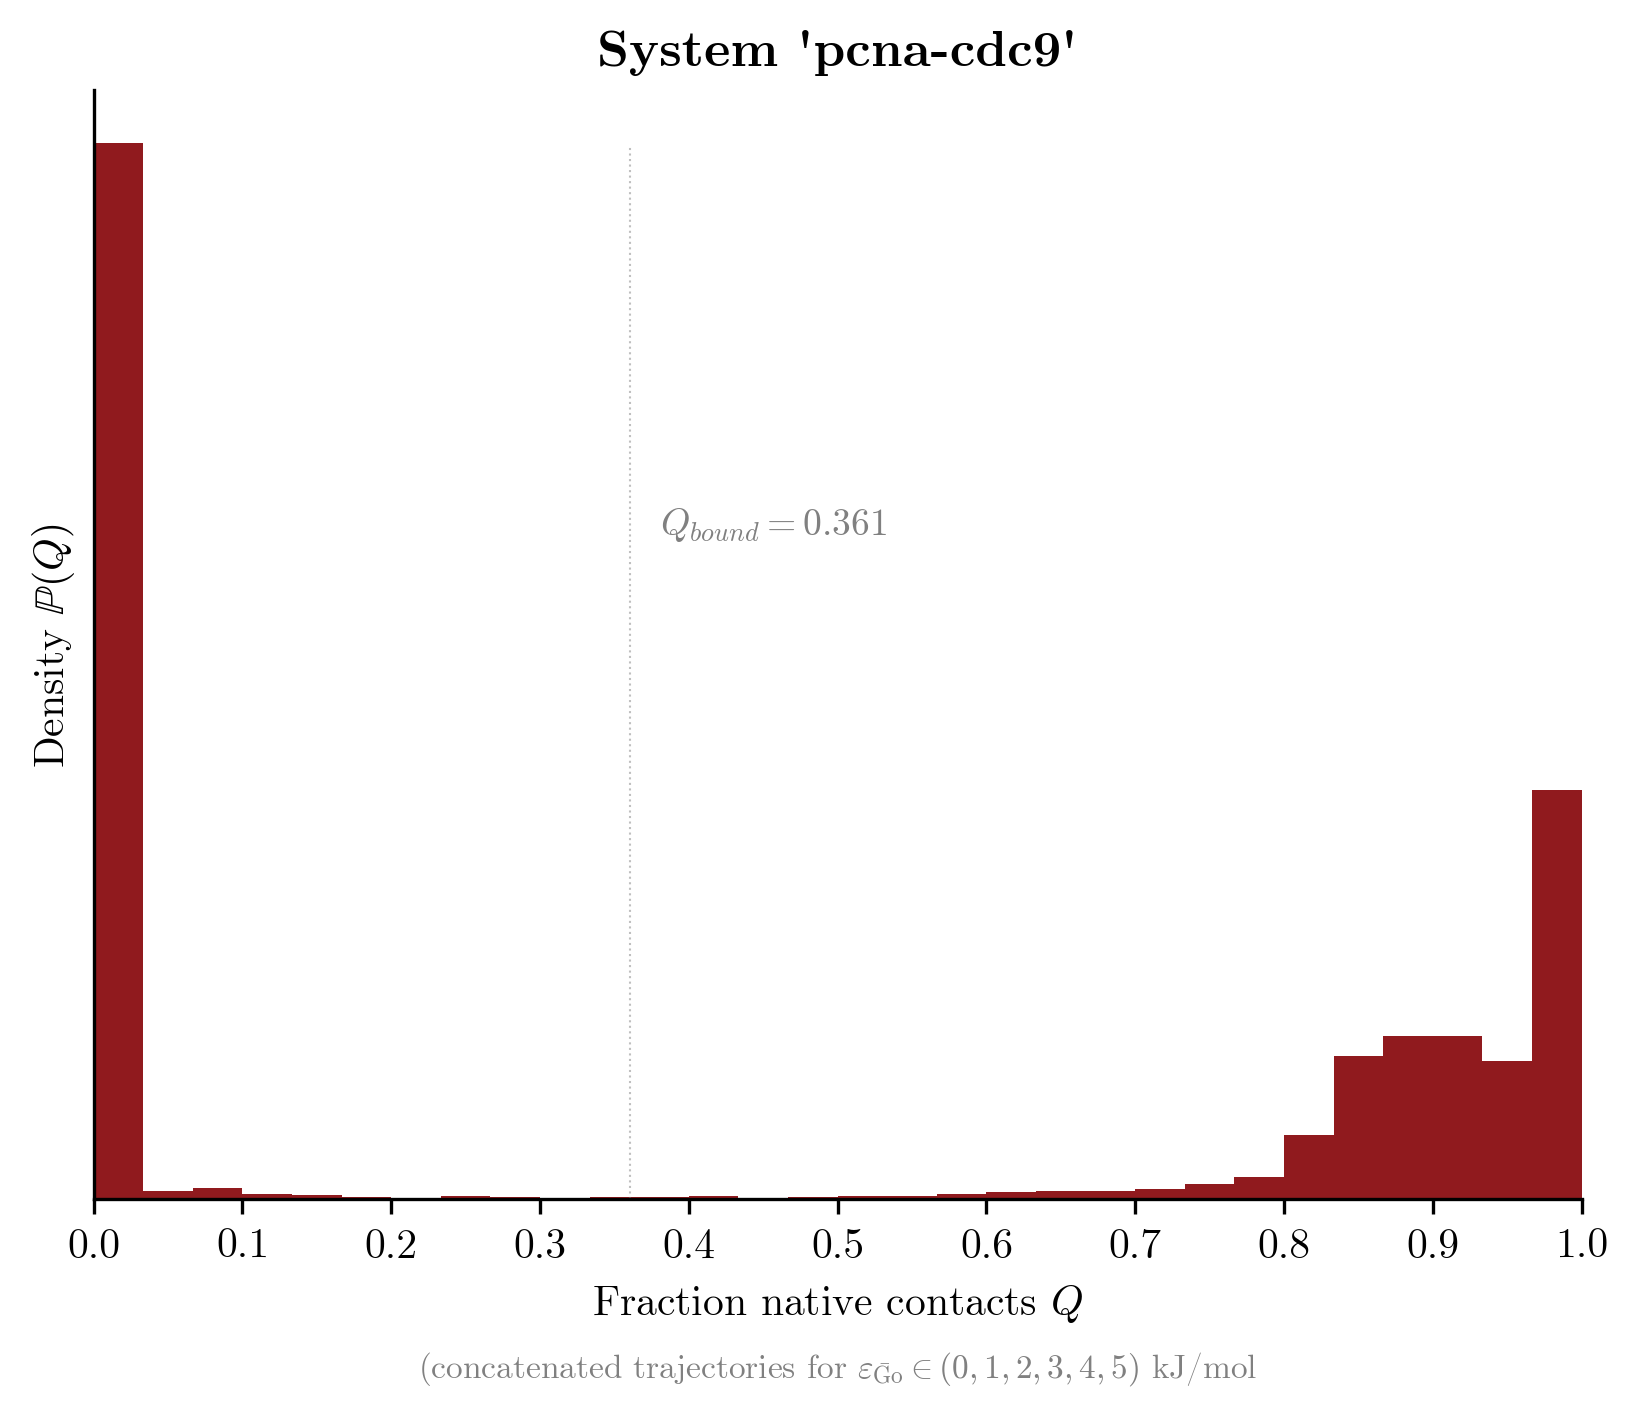 System 'pcna-cdc9'
Density ℙ(Q)
Q_bound = 0.361
0.0 0.1 0.2 0.3 0.4 0.5 0.6 0.7 0.8 0.9 1.0
Fraction native contacts Q
(concatenated trajectories for ε_Ḡo ∈ (0, 1, 2, 3, 4, 5) kJ/mol